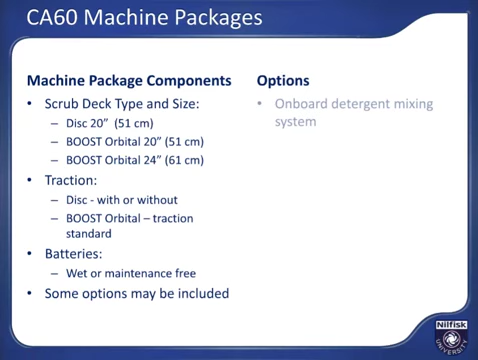 CA60 Machine Packages
Machine Package Components
• Scrub Deck Type and Size:
– Disc 20” (51 cm)
– BOOST Orbital 20” (51 cm)
– BOOST Orbital 24” (61 cm)
• Traction:
– Disc - with or without
– BOOST Orbital – traction
standard
• Batteries:
– Wet or maintenance free
• Some options may be included
Options
• Onboard detergent mixing
system
Nilfisk
UNIVERSITY